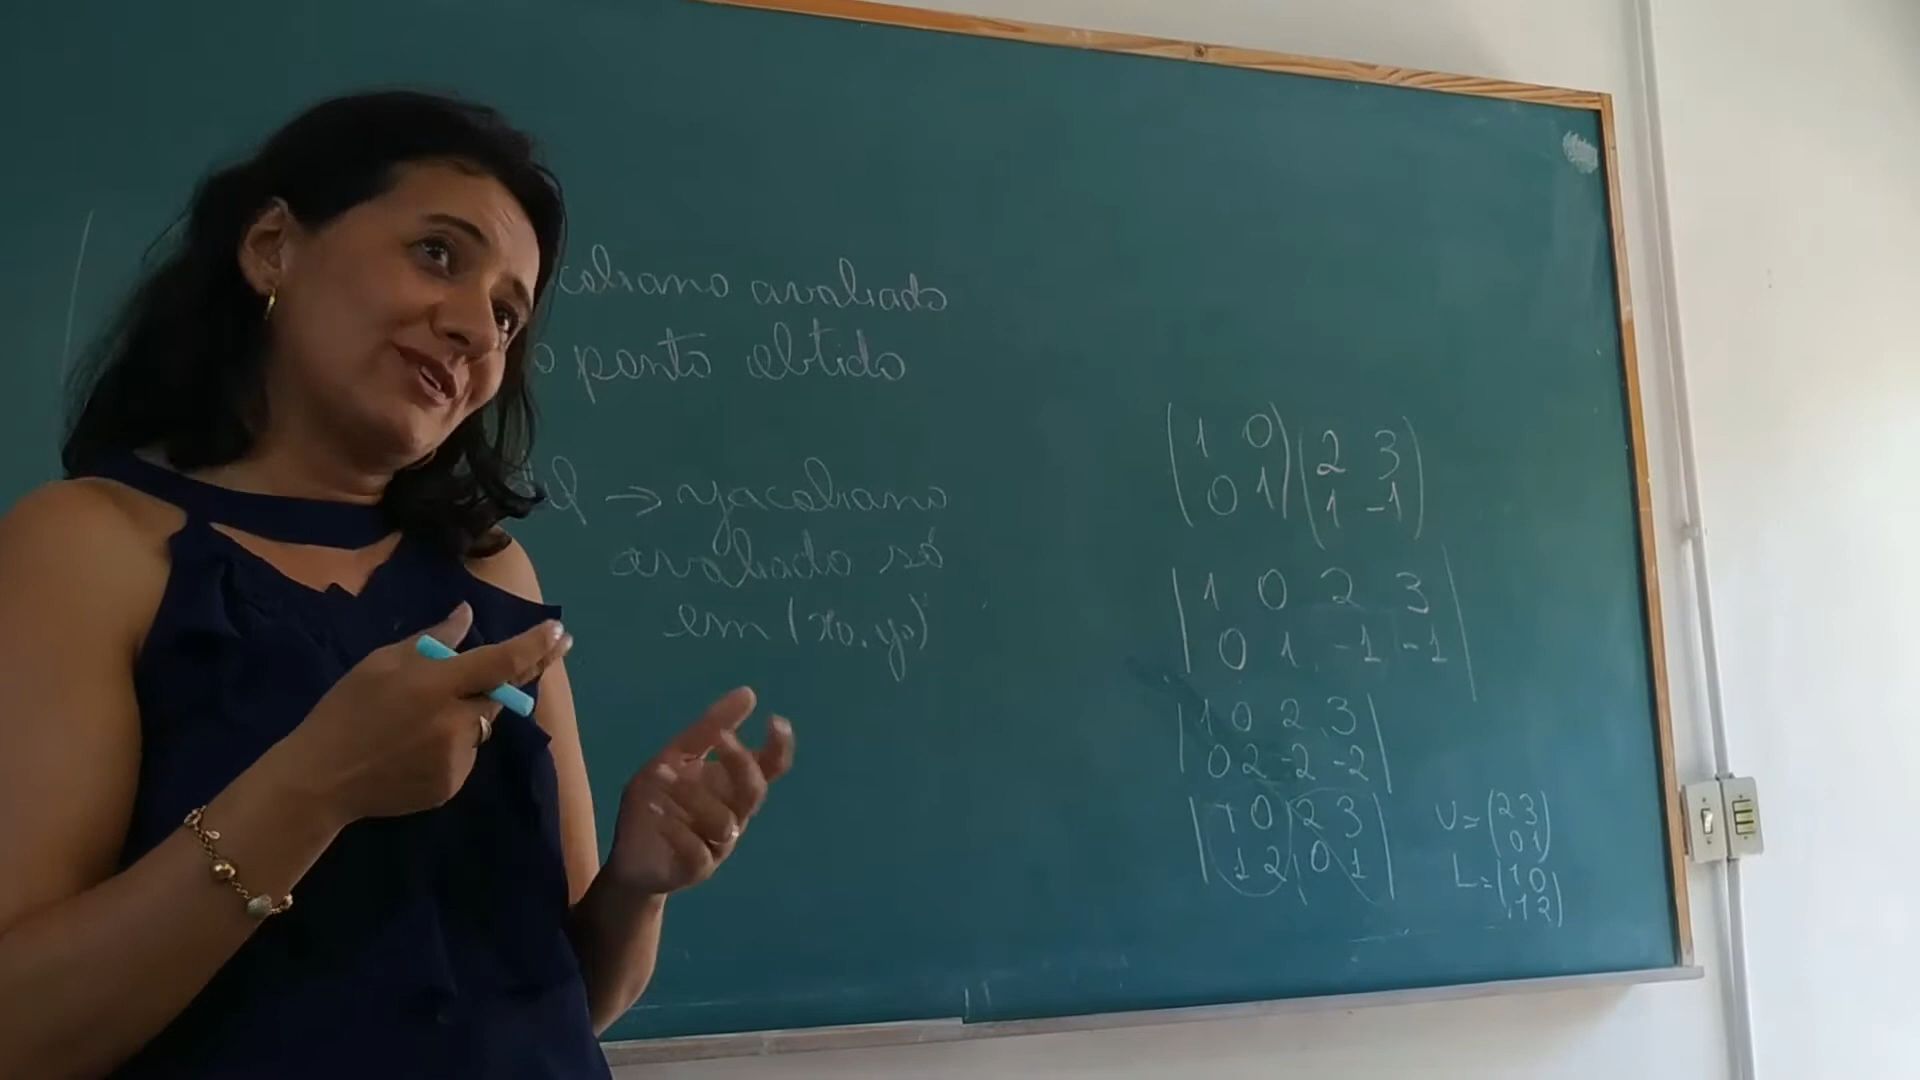 cobiano avaliado
o ponto obtido
yacobiano
avaliado só
em (x0, y0)
(1 0) (2 3)
(0 1) (1 -1)
| 1 0 2 3 |
| 0 1 -1 -1 |
| 1 0 2 3 |
| 0 2 -2 -2 |
| 1 0 | 2 3 |
| 1 2 | 0 1 |
U = (2 3
0 1)
L = (1 0
1 2)